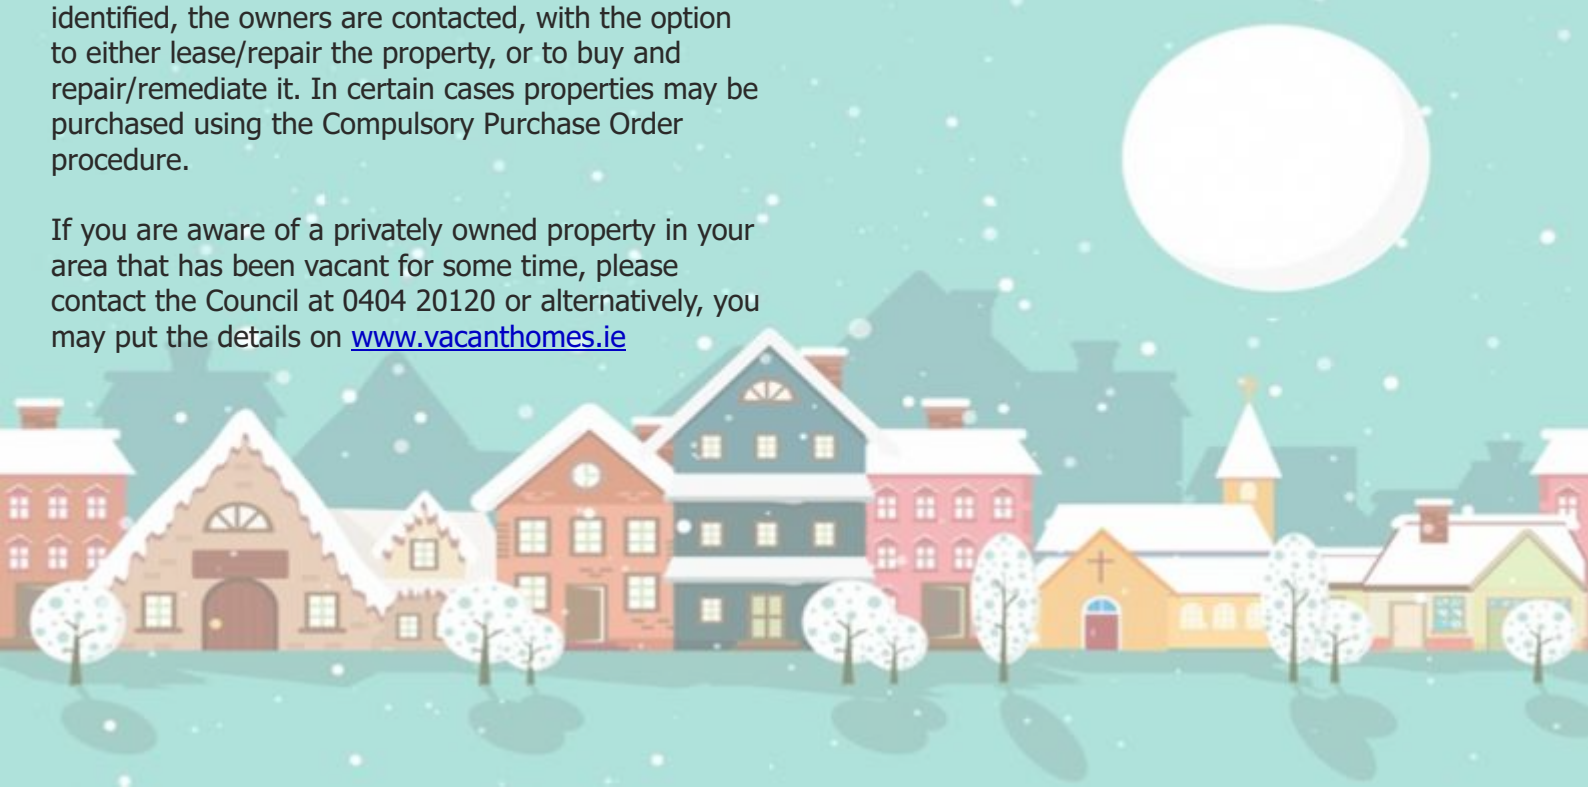 identified, the owners are contacted, with the option
to either lease/repair the property, or to buy and
repair/remediate it. In certain cases properties may be
purchased using the Compulsory Purchase Order
procedure.
If you are aware of a privately owned property in your
area that has been vacant for some time, please
contact the Council at 0404 20120 or alternatively, you
may put the details on www.vacanthomes.ie